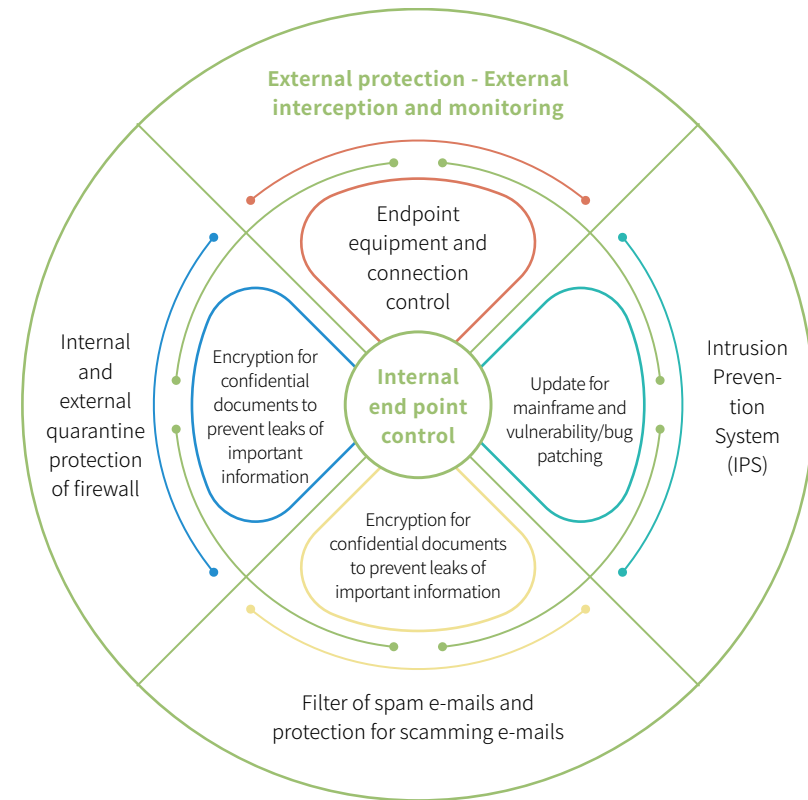 External protection - External
interception and monitoring
Endpoint
equipment and
connection
control
Internal
and
external
quarantine
protection
of firewall
Encryption for
confidential
documents to
prevent leaks of
important
information
Internal
end point
control
Update for
mainframe and
vulnerability/bug
patching
Intrusion
Preven-
tion
System
(IPS)
Encryption for
confidential documents
to prevent leaks of
important information
Filter of spam e-mails and
protection for scamming e-mails